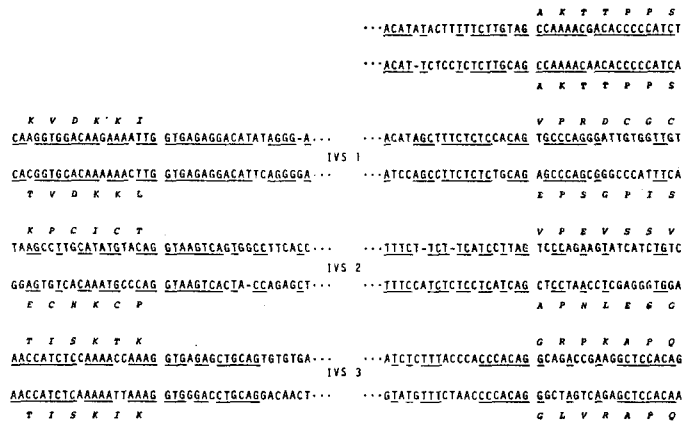 A K T T P P S
···ACATATACTTTTTCTTGTAG CCAAAACGACACCCCCATCT
ACAT-TCTCCTCTCTTGCAG CCAAAACAACACCCCCATCA
A K T T P P S
K V D K K I V P R D C G C
CAAGGTGGACAAGAAAATTG GTGAGAGGACATATAGGG-A··· ···ACATAGCTTTCTCTCCACAG TGCCCAGGGATTGTGGTTGT
IVS 1
CACGGTGCACAAAAAACTTGG GTGAGAGGACATTCAGGGGA ATCCAGCCTTCTCTCTGCAG AGCCCAGCGGGCCCATTTCA
T V D K K L E P S G P I S
K P C I C T V P E V S S V
TAAGCCTTGCATATGTACAG GTAAGTCAGTGGCCTTCACC··· ···TTTCT-TCT-TCATCCTTAG TCCCAGAAGTATCATCTGTC
IVS 2
GGAGTGTCACAAATGCCCAG GTAAGTCACTA-CCAGAGCT··· ···TTTCCATCTCTCCTCATCAG CTCCTAACCTCGAGGGTGGA
E C H K C P A P N L E G G
T I S K T K G R P K A P Q
AACCATCTCCAAAACCAAAG GTGAGAGCTGCAGTGTGTGA··· ···ATCTCTTTACCCACCCACAG GCAGACCGAAGGCTCCACAG
IVS 3
AACCATCTCAAAAATTAAAG GTGGGACCTGCAGGACAACT··· ···GTATGTTTCTAACCCCACAG GGCTAGTCAGAGCTCCACAA
T I S K I K G L V R A P Q